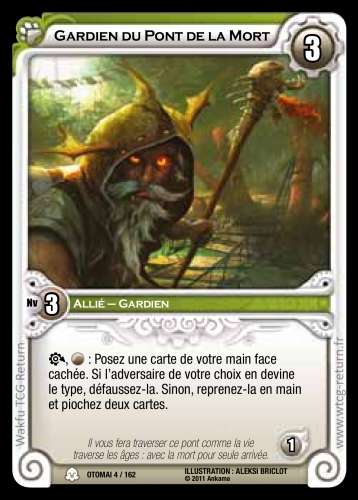 Gardien du Pont de la Mort
3
Nv 3 Allié – Gardien
, : Posez une carte de votre main face
cachée. Si l'adversaire de votre choix en devine
le type, défaussez-la. Sinon, reprenez-la en main
et piochez deux cartes.
Il vous fera traverser ce pont comme la vie
traverse les âges : avec la mort pour seule arrivée.
1
OTOMAI 4 / 162
ILLUSTRATION : ALEKSI BRICLOT
© 2011 Ankama
Wakfu TCG Return
www.wtcg-return.fr